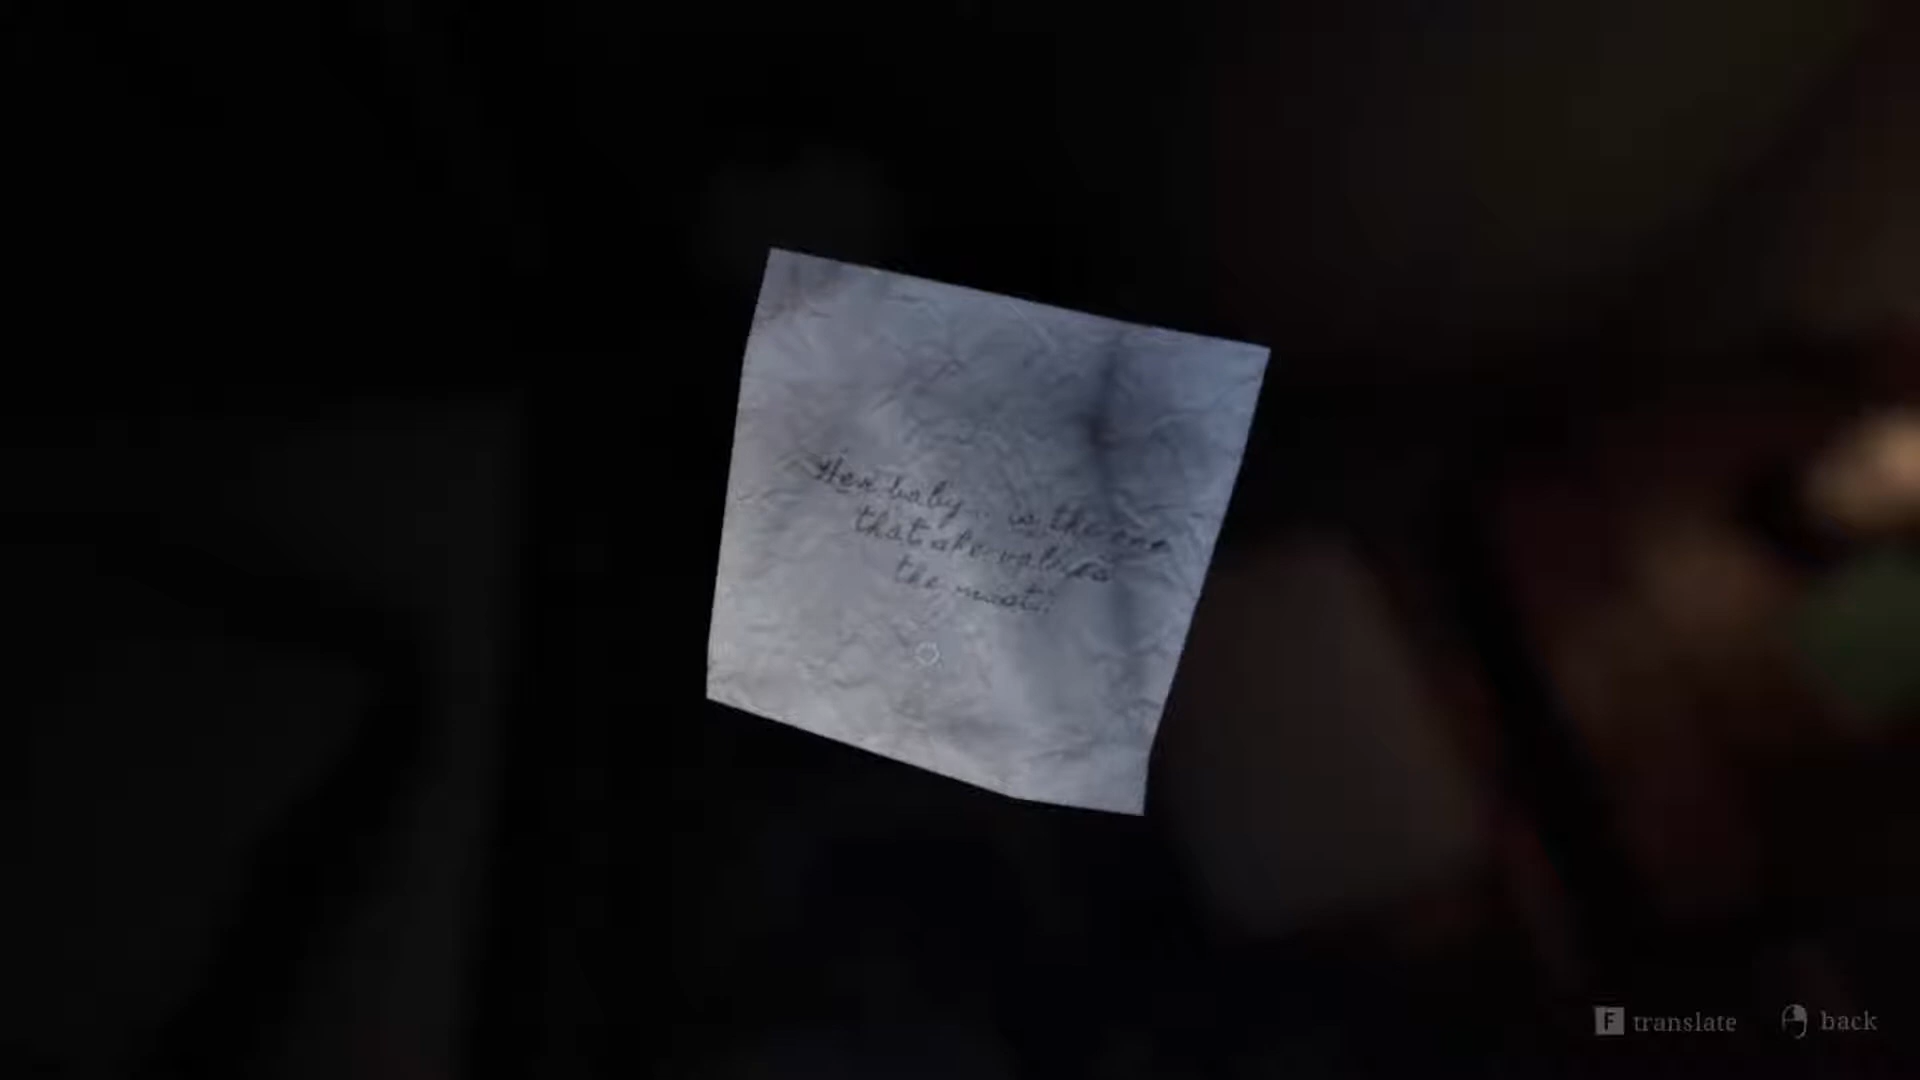 Her baby... is the one
that she values
the most.
F translate
back